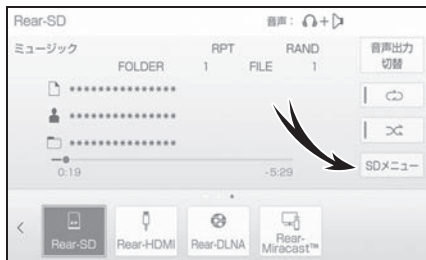 Rear-SD 音声: +
ミュージック RPT RAND 音声出力
FOLDER 1 FILE 1 切替
***************
***************
***************
0:19 -5:29 SDメニュー
< Rear-SD Rear-HDMI Rear-DLNA Rear-
Miracast™